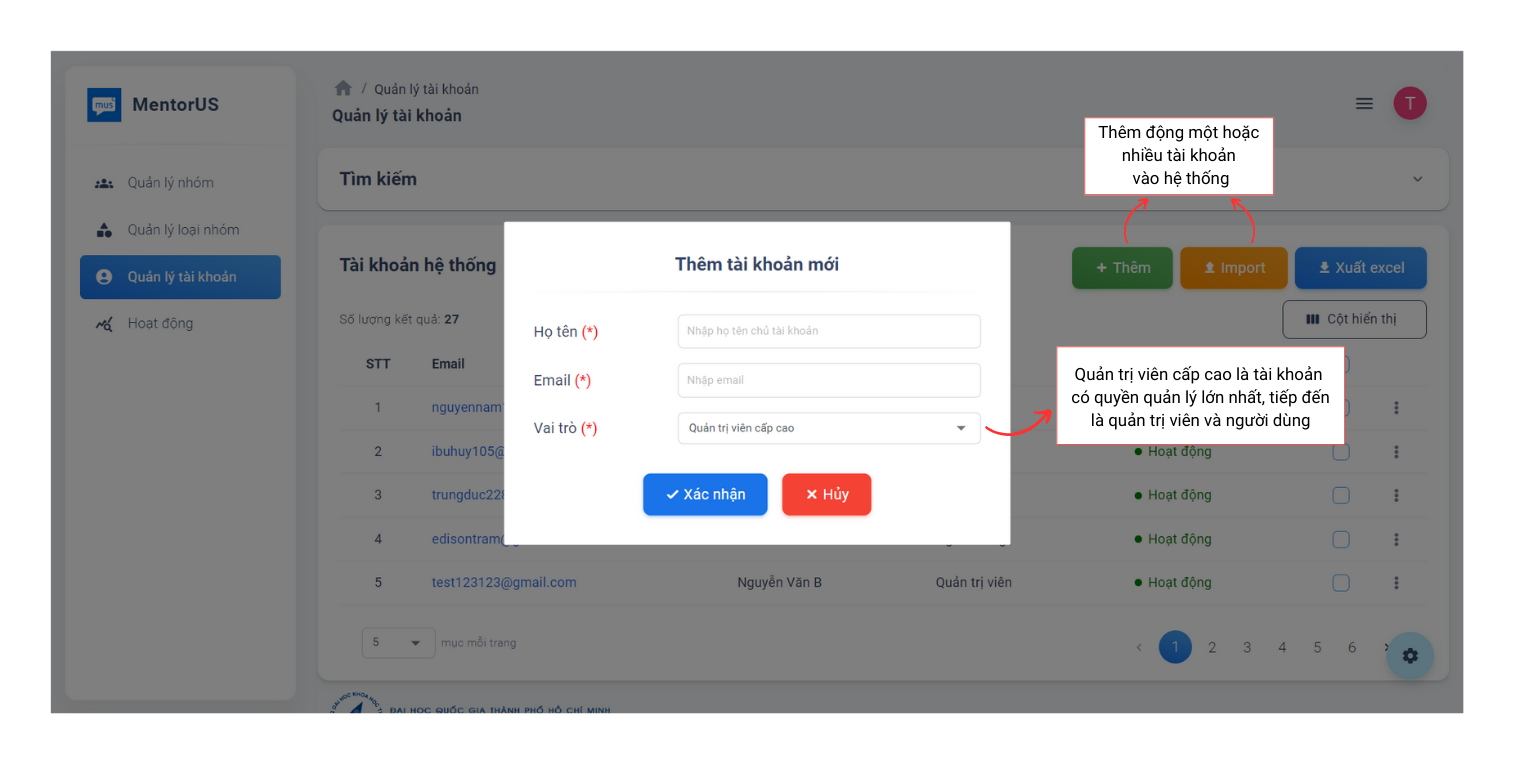 mus
MentorUS
Quản lý nhóm
Quản lý loại nhóm
Quản lý tài khoản
Hoạt động
/ Quản lý tài khoản
Quản lý tài khoản
T
Thêm động một hoặc
nhiều tài khoản
vào hệ thống
Tìm kiếm
Tài khoản hệ thống
+ Thêm
Import
Xuất excel
Số lượng kết quả: 27
Cột hiển thị
Thêm tài khoản mới
Họ tên (*)
Nhập họ tên chủ tài khoản
Email (*)
Nhập email
Vai trò (*)
Quản trị viên cấp cao
Xác nhận
Hủy
Quản trị viên cấp cao là tài khoản
có quyền quản lý lớn nhất, tiếp đến
là quản trị viên và người dùng
STT Email
1 nguyennam
2 ibuhuy105@ Hoạt động
3 trungduc228 Hoạt động
4 edisontram@ Hoạt động
5 test123123@gmail.com Nguyễn Văn B Quản trị viên Hoạt động
5 mục mỗi trang
‹ 1 2 3 4 5 6 ›
ĐẠI HỌC QUỐC GIA THÀNH PHỐ HỒ CHÍ MINH